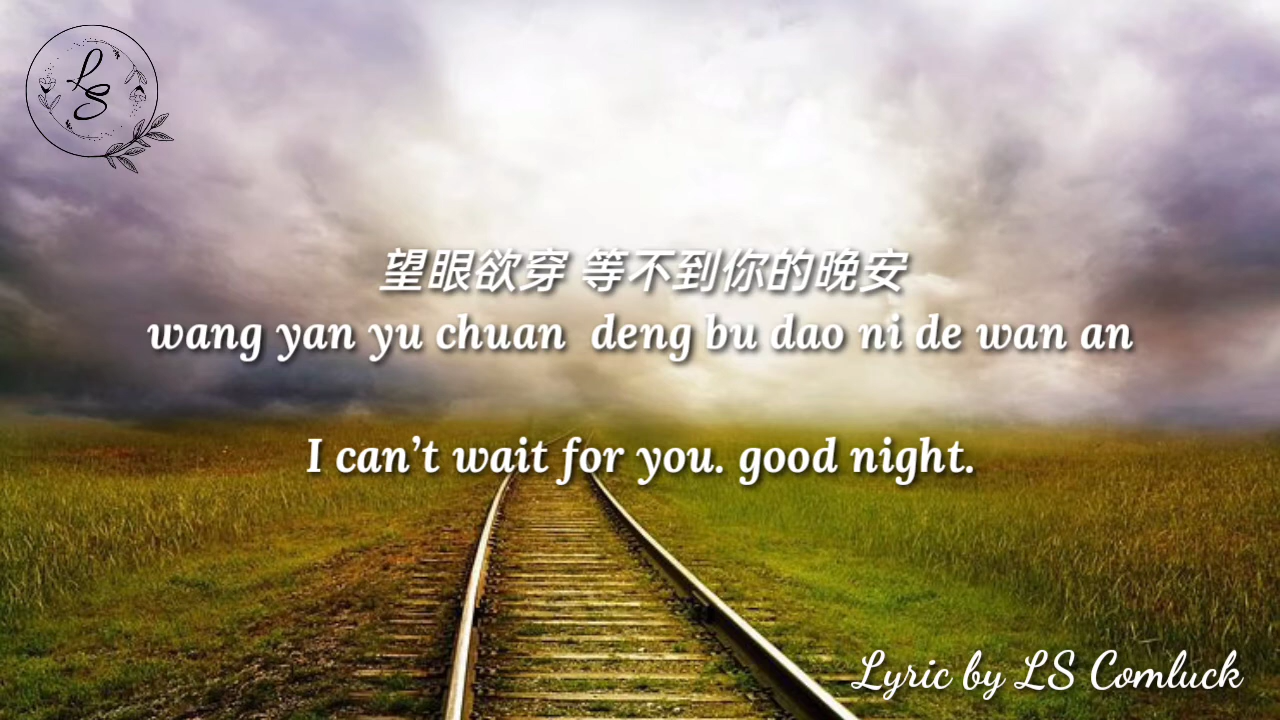 LS
望眼欲穿 等不到你的晚安
wang yan yu chuan  deng bu dao ni de wan an
I can't wait for you. good night.
Lyric by LS Comluck